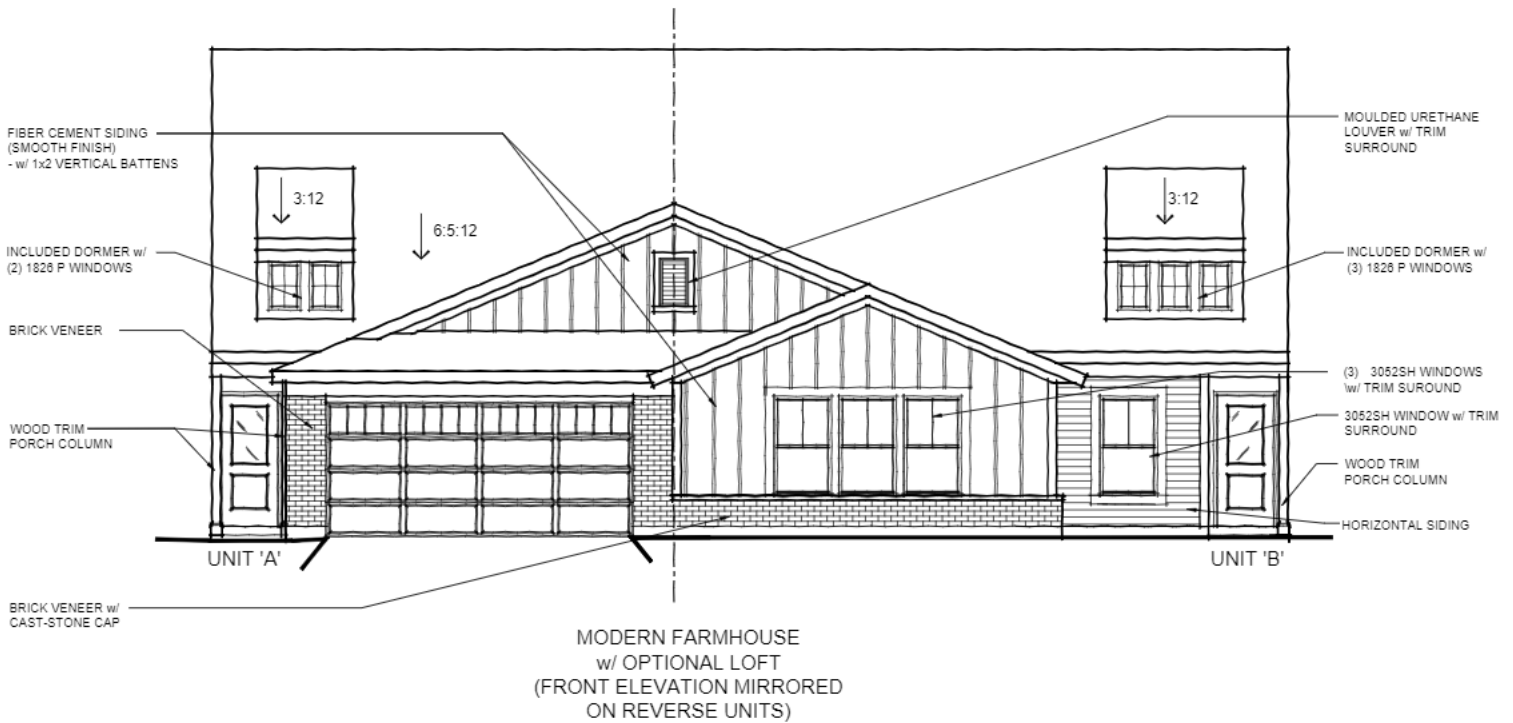 FIBER CEMENT SIDING
(SMOOTH FINISH)
- w/ 1x2 VERTICAL BATTENS
MOULDED URETHANE
LOUVER w/ TRIM
SURROUND
3:12
6:5:12
3:12
INCLUDED DORMER w/
(2) 1826 P WINDOWS
INCLUDED DORMER w/
(3) 1826 P WINDOWS
BRICK VENEER
(3) 3052SH WINDOWS
\w/ TRIM SUROUND
3052SH WINDOW w/ TRIM
SURROUND
WOOD TRIM
PORCH COLUMN
WOOD TRIM
PORCH COLUMN
HORIZONTAL SIDING
UNIT 'A'
UNIT 'B'
BRICK VENEER w/
CAST-STONE CAP
MODERN FARMHOUSE
w/ OPTIONAL LOFT
(FRONT ELEVATION MIRRORED
ON REVERSE UNITS)